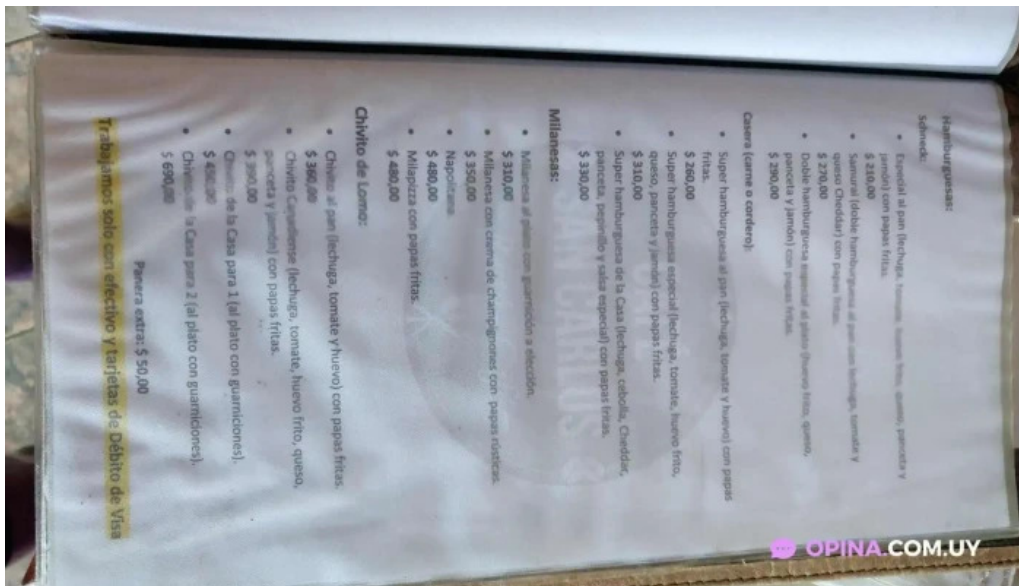 Hamburguesas:
Schneck:
• Especial al pan (lechuga, tomate, huevo frito, queso, panceta y
jamón) con papas fritas.
$ 210,00
• Samurai (doble hamburguesa al pan con lechuga, tomate y
queso Cheddar) con papas fritas.
$ 270,00
• Doble hamburguesa especial al plato (huevo frito, queso,
panceta y jamón) con papas fritas.
$ 290,00
Casera (carne o cordero):
• Super hamburguesa al pan (lechuga, tomate y huevo) con papas
fritas.
$ 260,00
• Super hamburguesa especial (lechuga, tomate, huevo frito,
queso, panceta y jamón) con papas fritas.
$ 310,00
• Super hamburguesa de la Casa (lechuga, cebolla, Cheddar,
panceta, pepinillo y salsa especial) con papas fritas.
$ 330,00
Milanesas:
• Milanesa al plato con guarnición a elección.
$ 310,00
• Milanesa con crema de champignones con papas rústicas.
$ 350,00
• Napolitana
$ 480,00
• Milapizza con papas fritas.
$ 480,00
Chivito de Lomo:
• Chivito al pan (lechuga, tomate y huevo) con papas fritas.
$ 360,00
• Chivito Canadiense (lechuga, tomate, huevo frito, queso,
panceta y jamón) con papas fritas.
$ 390,00
• Chivito de la Casa para 1 (al plato con guarniciones).
• la Casa para 2 (al plato con guarniciones).
$ 690,00
Panera extra: $ 50,00
Trabajamos solo con efectivo y tarjetas de Débito de Visa
SAN CARLOS
OPINA.COM.UY